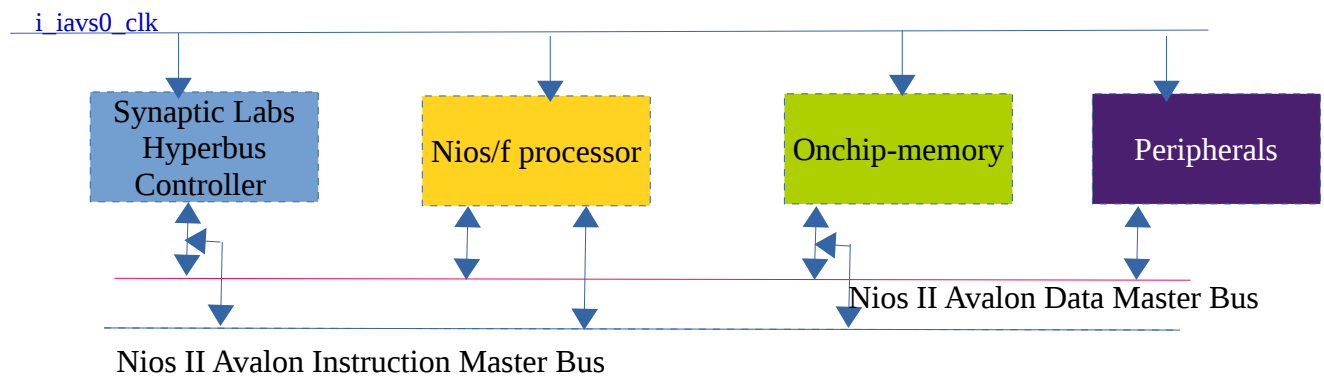 i_iavs0_clk
Synaptic Labs
Hyperbus
Controller
Nios/f processor
Onchip-memory
Peripherals
Nios II Avalon Data Master Bus
Nios II Avalon Instruction Master Bus